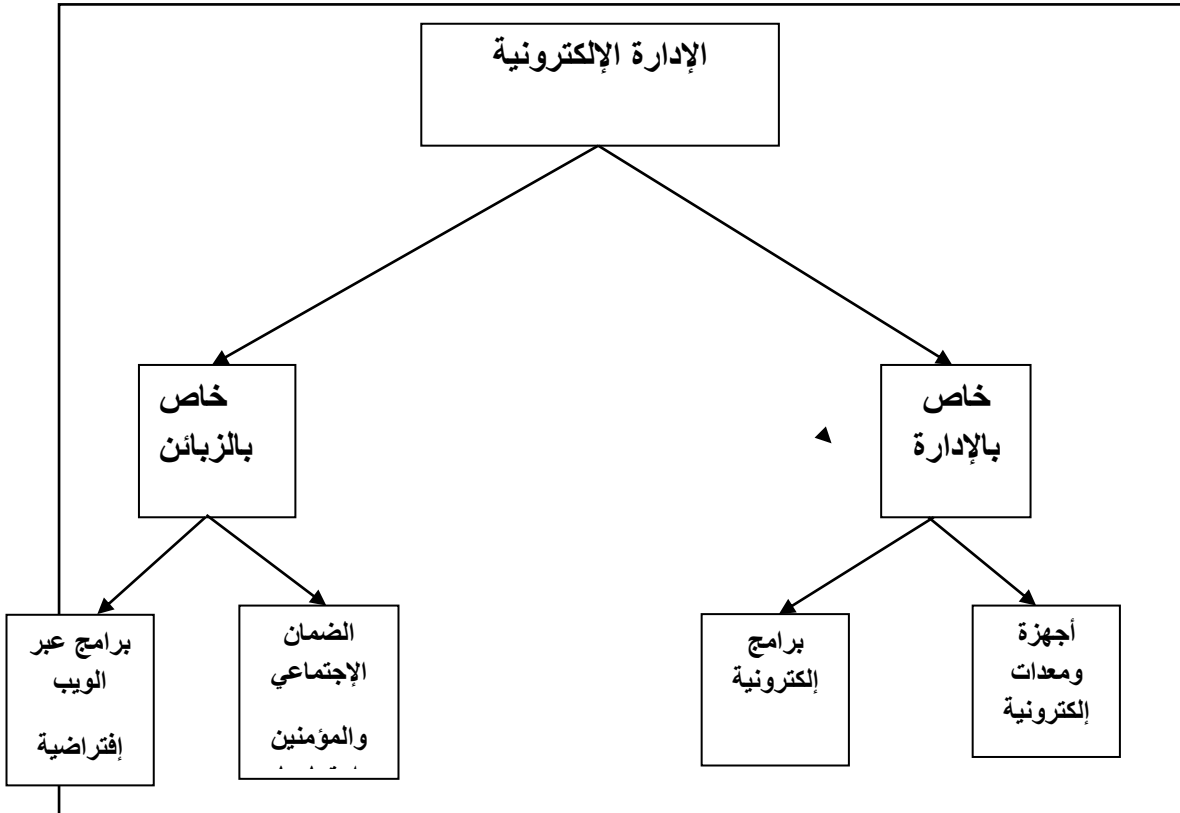 الإدارة الإلكترونية
خاص
بالإدارة
خاص
بالزبائن
أجهزة
ومعدات
إلكترونية
برامج
إلكترونية
الضمان
الإجتماعي
والمؤمنين
برامج عبر
الويب
إفتراضية